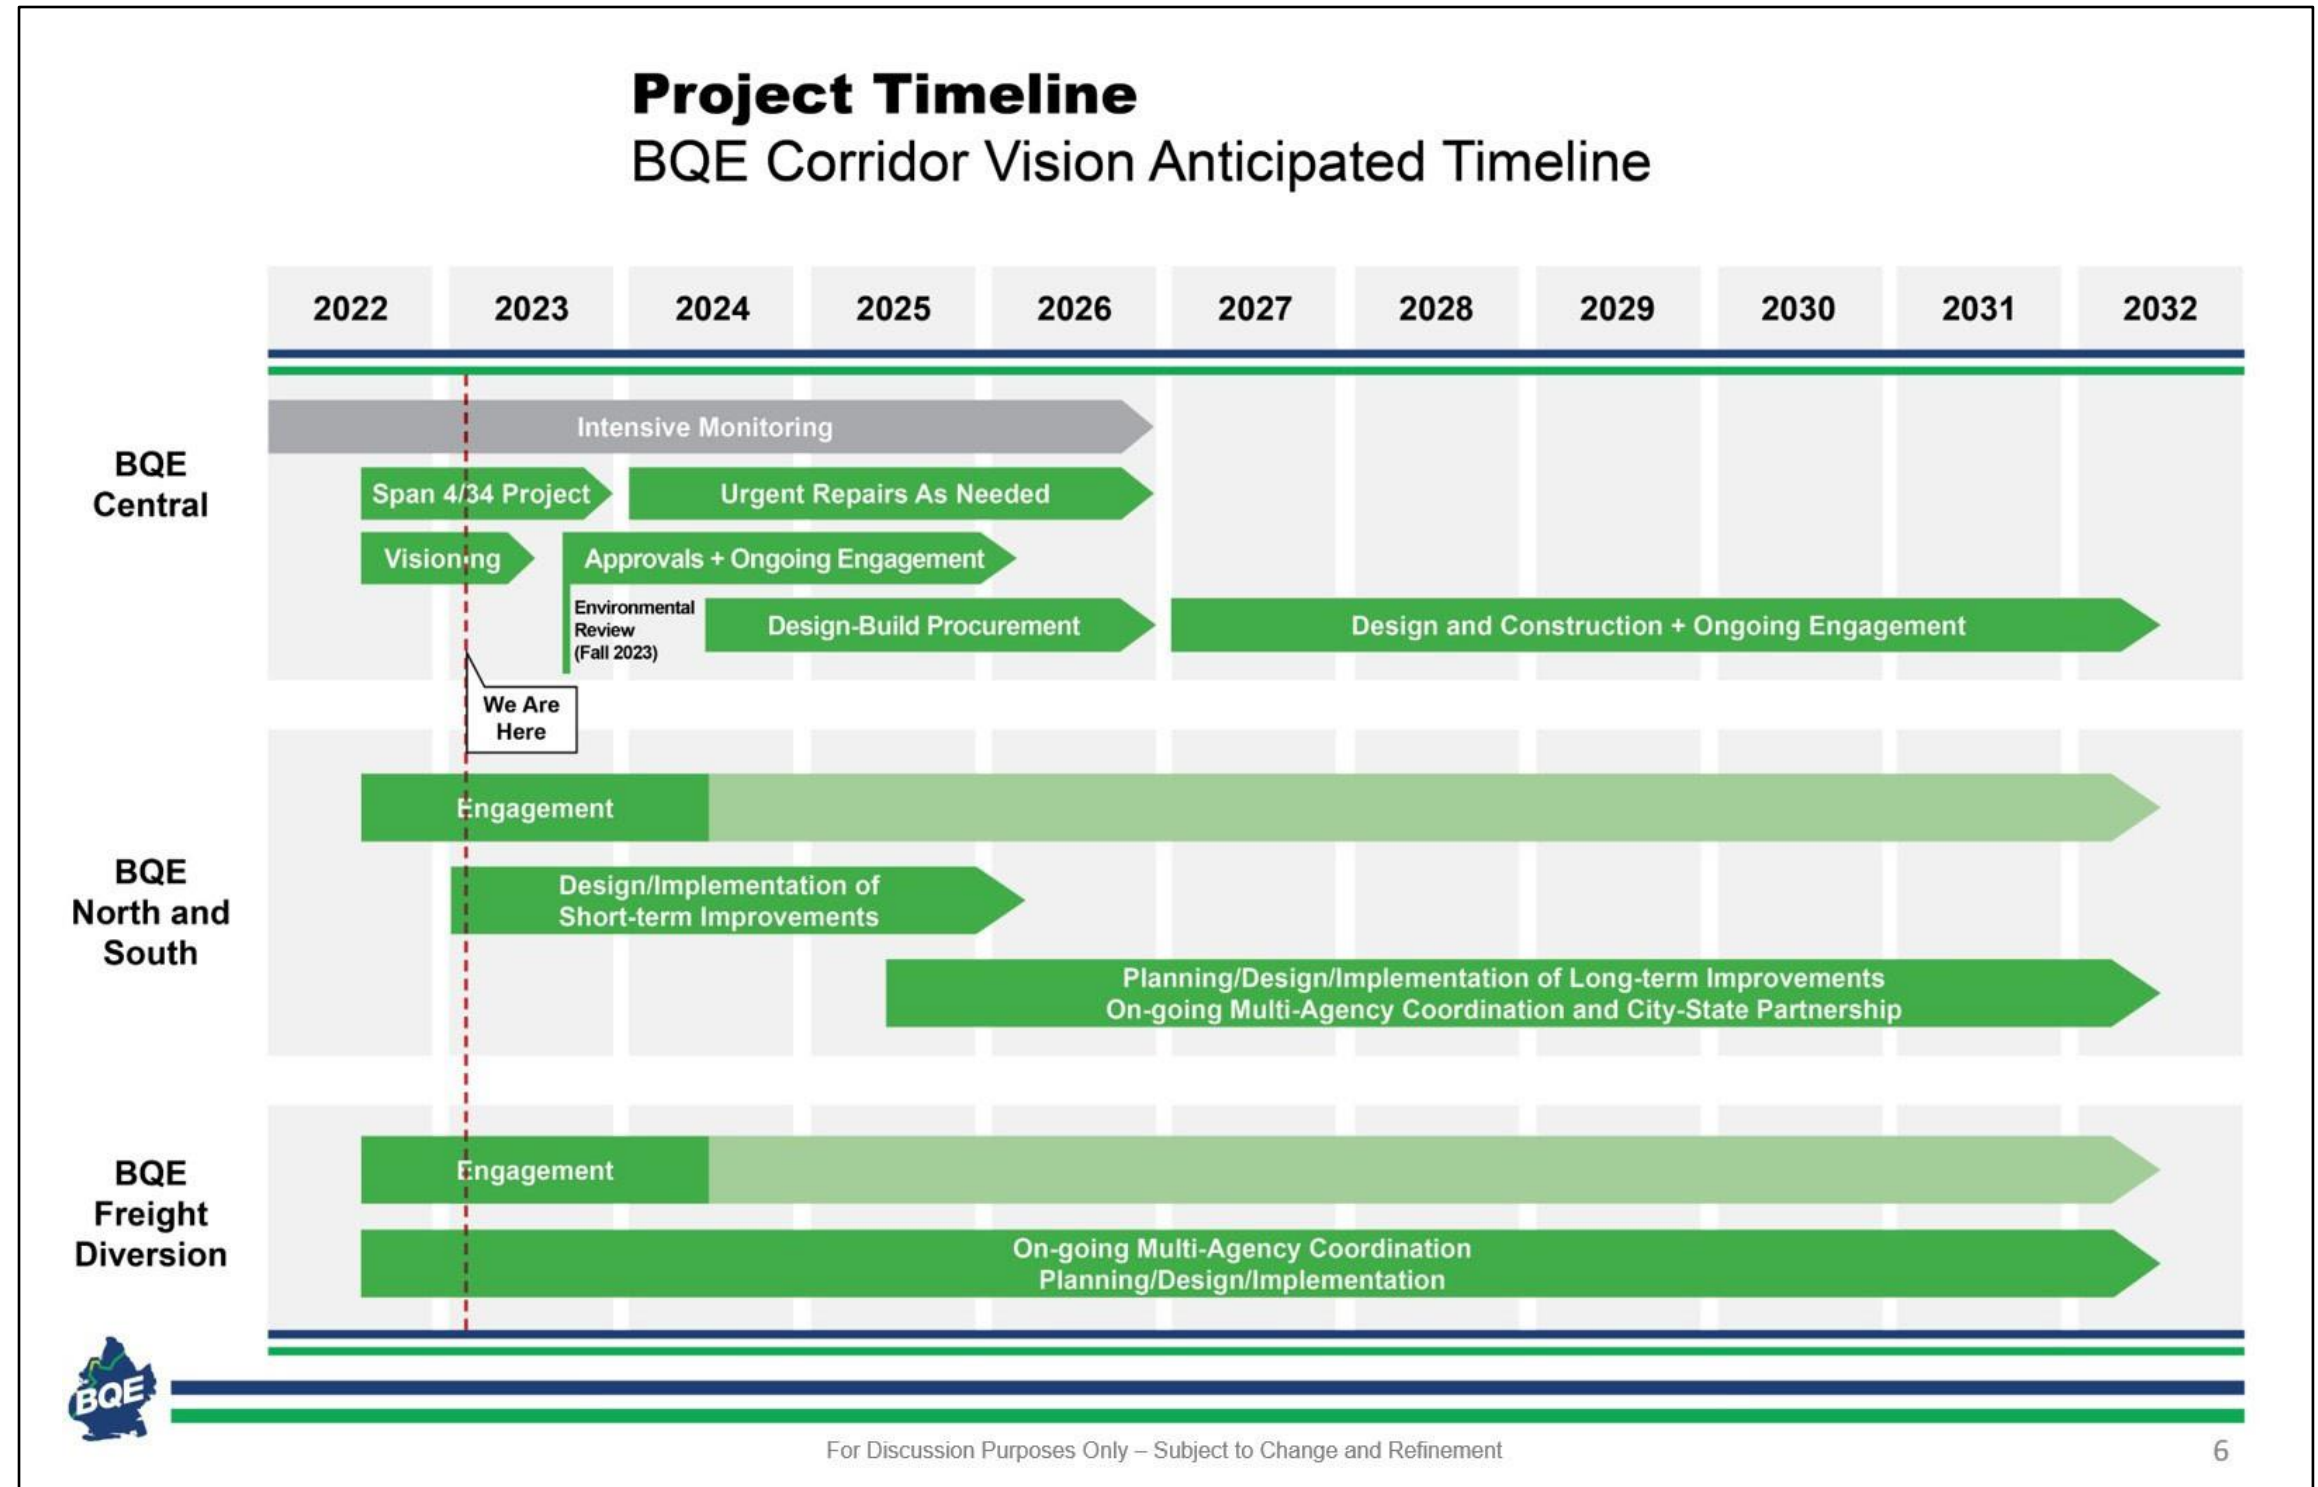 Project Timeline
BQE Corridor Vision Anticipated Timeline
2022 2023 2024 2025 2026 2027 2028 2029 2030 2031 2032
BQE
Central
Intensive Monitoring
Span 4/34 Project
Urgent Repairs As Needed
Visioning
Approvals + Ongoing Engagement
Environmental
Review
(Fall 2023)
Design-Build Procurement
Design and Construction + Ongoing Engagement
We Are
Here
BQE
North and
South
Engagement
Design/Implementation of
Short-term Improvements
Planning/Design/Implementation of Long-term Improvements
On-going Multi-Agency Coordination and City-State Partnership
BQE
Freight
Diversion
Engagement
On-going Multi-Agency Coordination
Planning/Design/Implementation
BQE
For Discussion Purposes Only – Subject to Change and Refinement
6